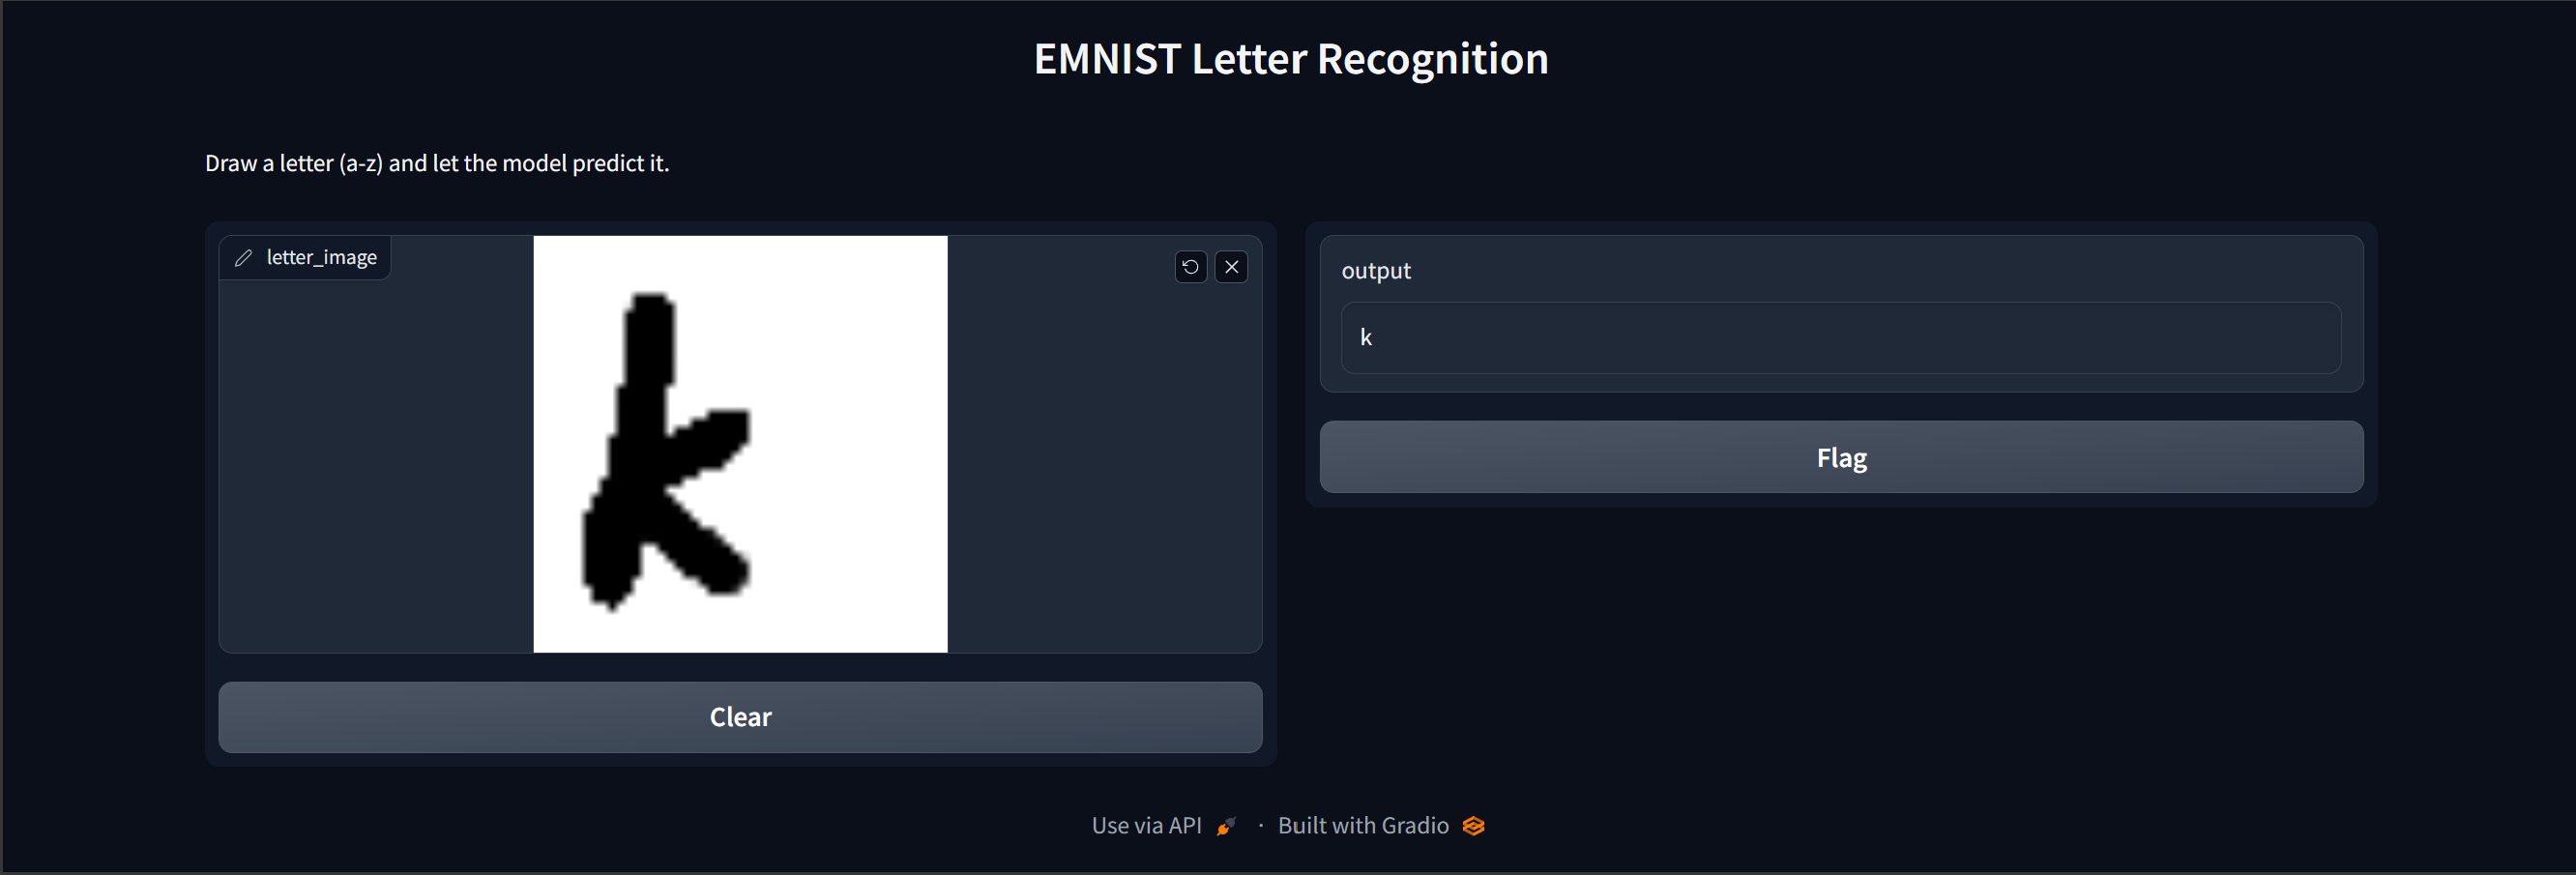 EMNIST Letter Recognition
Draw a letter (a-z) and let the model predict it.
letter_image
k
Clear
output
k
Flag
Use via API · Built with Gradio